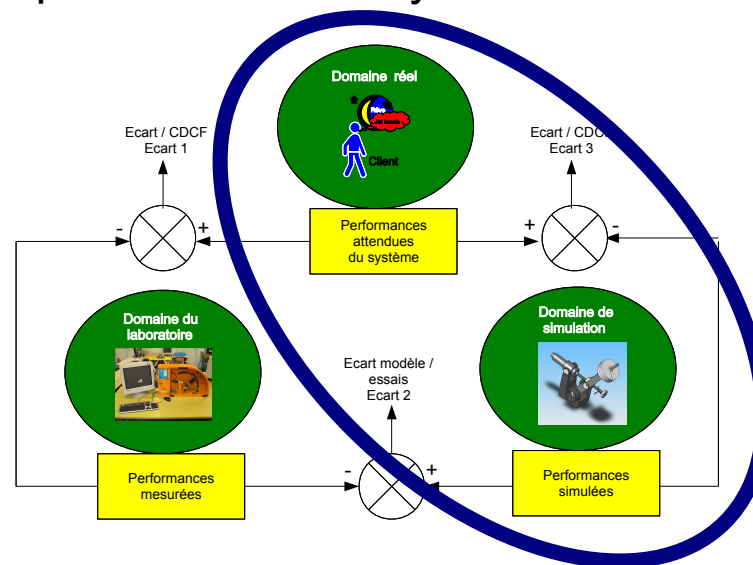 Domaine réel
Rêve
Client
Ecart / CDCF
Ecart 1
Ecart / CDC
Ecart 3
-
+
Performances
attendues
du système
+
-
Domaine du
laboratoire
Domaine de
simulation
Ecart modèle /
essais
Ecart 2
Performances
mesurées
-
+
Performances
simulées